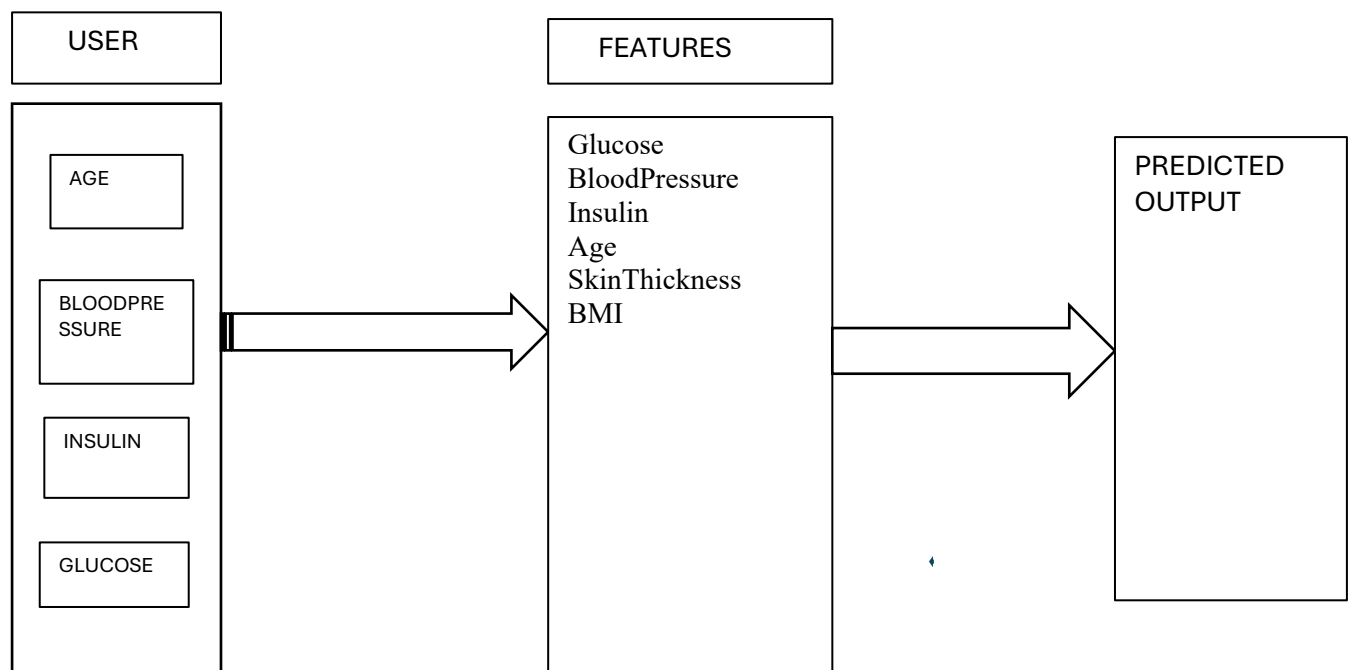 USER
AGE
BLOODPRE
SSURE
INSULIN
GLUCOSE
FEATURES
Glucose
BloodPressure
Insulin
Age
SkinThickness
BMI
PREDICTED
OUTPUT